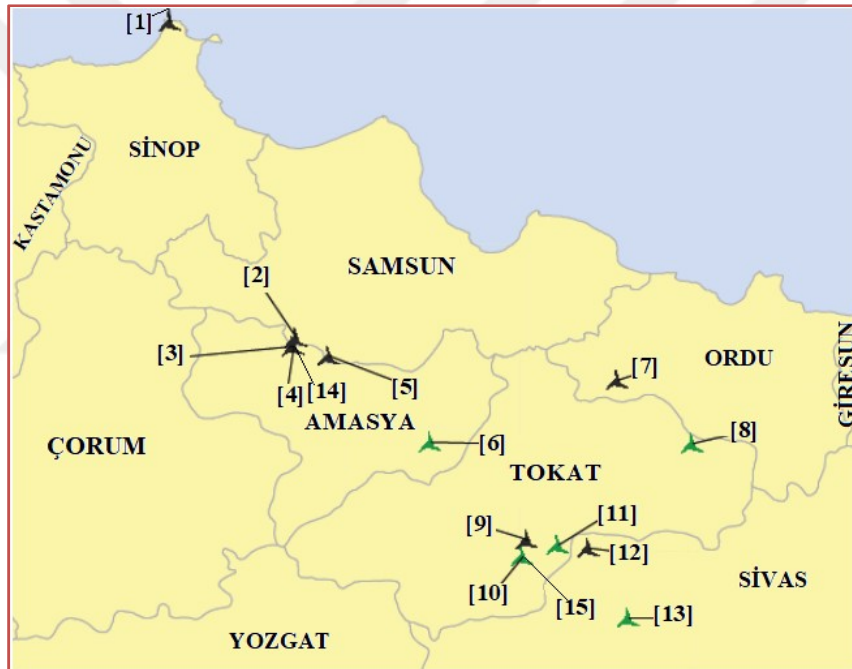 [1]
SİNOP
KASTAMONU
SAMSUN
[2]
[3]
[4]
[14]
[5]
[7]
ORDU
GİRESUN
AMASYA
[6]
[8]
ÇORUM
TOKAT
[9]
[11]
[12]
[10]
[15]
SİVAS
[13]
YOZGAT